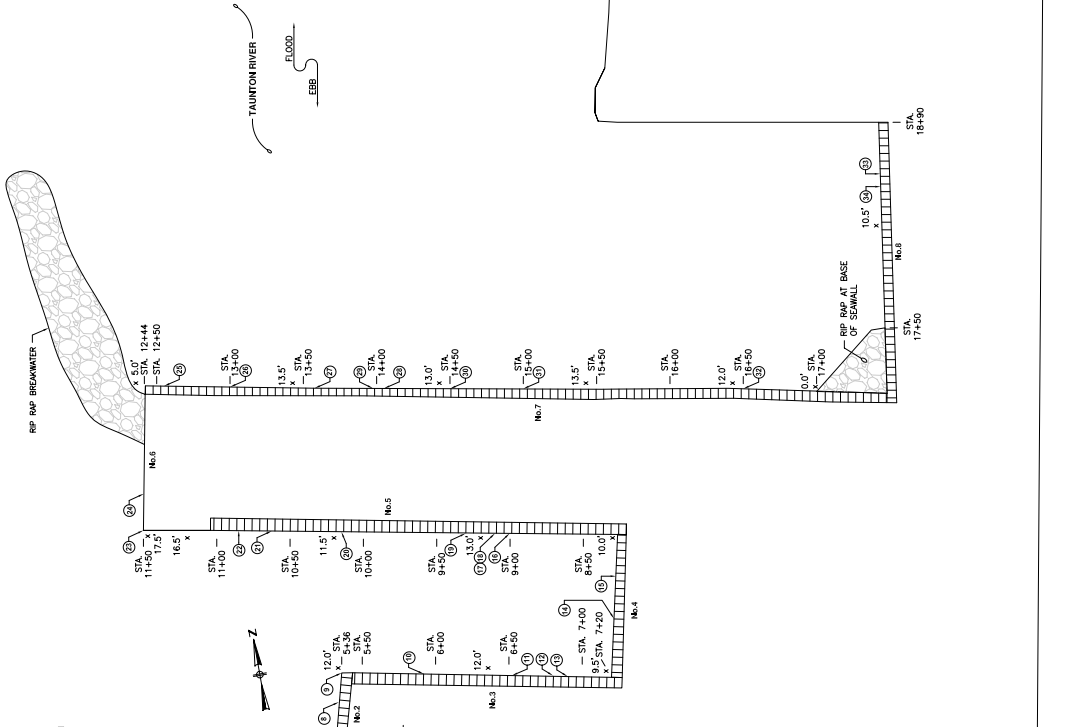 TAUNTON RIVER
FLOOD
EBB
RIP RAP BREAKWATER
5.0'
STA. 12+44
STA. 12+50
25
STA.
13+00
26
13.5'
STA.
13+50
27
29
STA.
14+00
28
13.0'
STA.
14+50
30
STA.
15+00
31
13.5'
STA.
15+50
STA.
16+00
12.0'
STA.
16+50
32
0.0'
STA.
17+00
RIP RAP AT BASE
OF SEAWALL
No.7
STA.
17+50
No.8
10.5'
34
33
STA.
18+90
No.6
24
23
STA.
11+50
17.5'
16.5'
STA.
11+00
22
21
STA.
10+50
11.5'
20
STA.
10+00
No.5
STA.
9+50
19
13.0'
17
18
16
STA.
9+00
STA.
8+50
10.0'
15
14
No.4
Z
8
No.2
9
12.0'
STA.
5+36
STA.
5+50
10
STA.
6+00
12.0'
STA.
6+50
11
12
13
No.3
STA. 7+00
9.5'
STA. 7+20